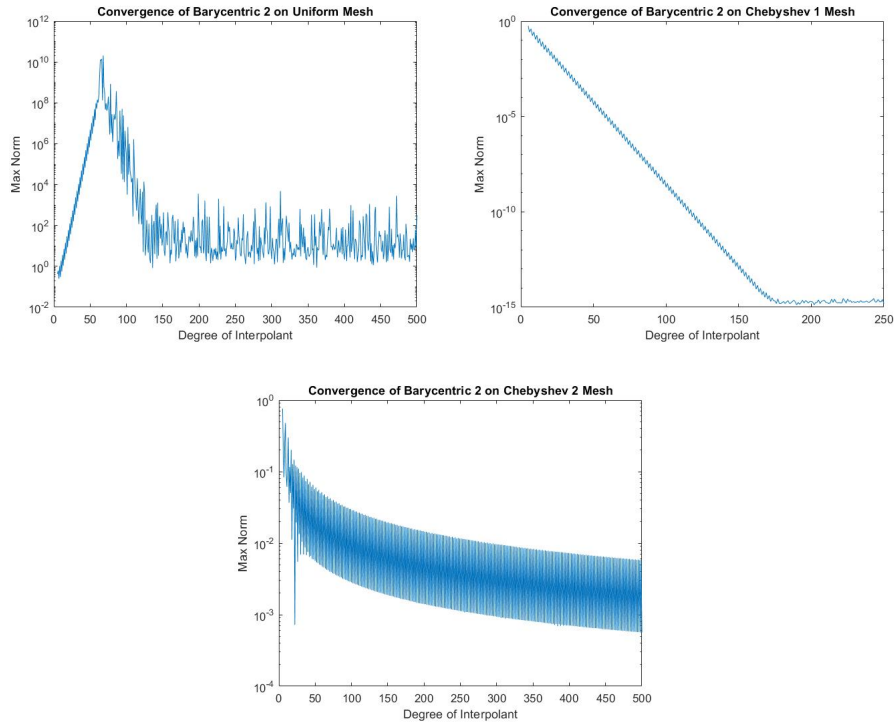 Convergence of Barycentric 2 on Uniform Mesh
10^12
10^10
10^8
10^6
10^4
10^2
10^0
10^-2
Max Norm
0 50 100 150 200 250 300 350 400 450 500
Degree of Interpolant
Convergence of Barycentric 2 on Chebyshev 1 Mesh
10^0
10^-5
10^-10
10^-15
Max Norm
0 50 100 150 200 250
Degree of Interpolant
Convergence of Barycentric 2 on Chebyshev 2 Mesh
10^0
10^-1
10^-2
10^-3
10^-4
Max Norm
0 50 100 150 200 250 300 350 400 450 500
Degree of Interpolant